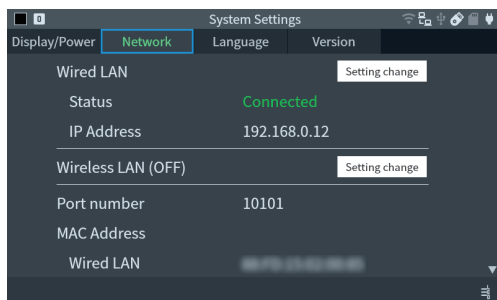 0 System Settings
Display/Power Network Language Version
Wired LAN Setting change
Status Connected
IP Address 192.168.0.12
Wireless LAN (OFF) Setting change
Port number 10101
MAC Address
Wired LAN